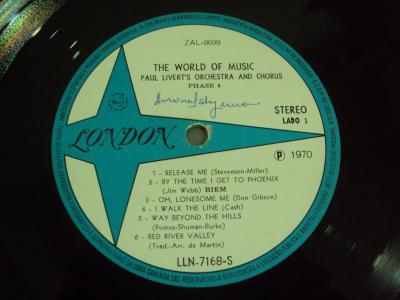 ZAL-8699
THE WORLD OF MUSIC
PAUL LIVERT'S ORCHESTRA AND CHORUS
PHASE 4
STEREO
LADO 1
LONDON
℗ 1970
1 - RELEASE ME (Stevenson-Miller)
2 - BY THE TIME I GET TO PHOENIX
(Jim Webb) BIEM
3 - OH, LONESOME ME (Don Gibson)
4 - I WALK THE LINE (Cash)
5 - WAY BEYOND THE HILLS
(Pomus-Shuman-Burke)
6 - RED RIVER VALLEY
(Trad.-Arr. de Martin)
LLN-7168-S